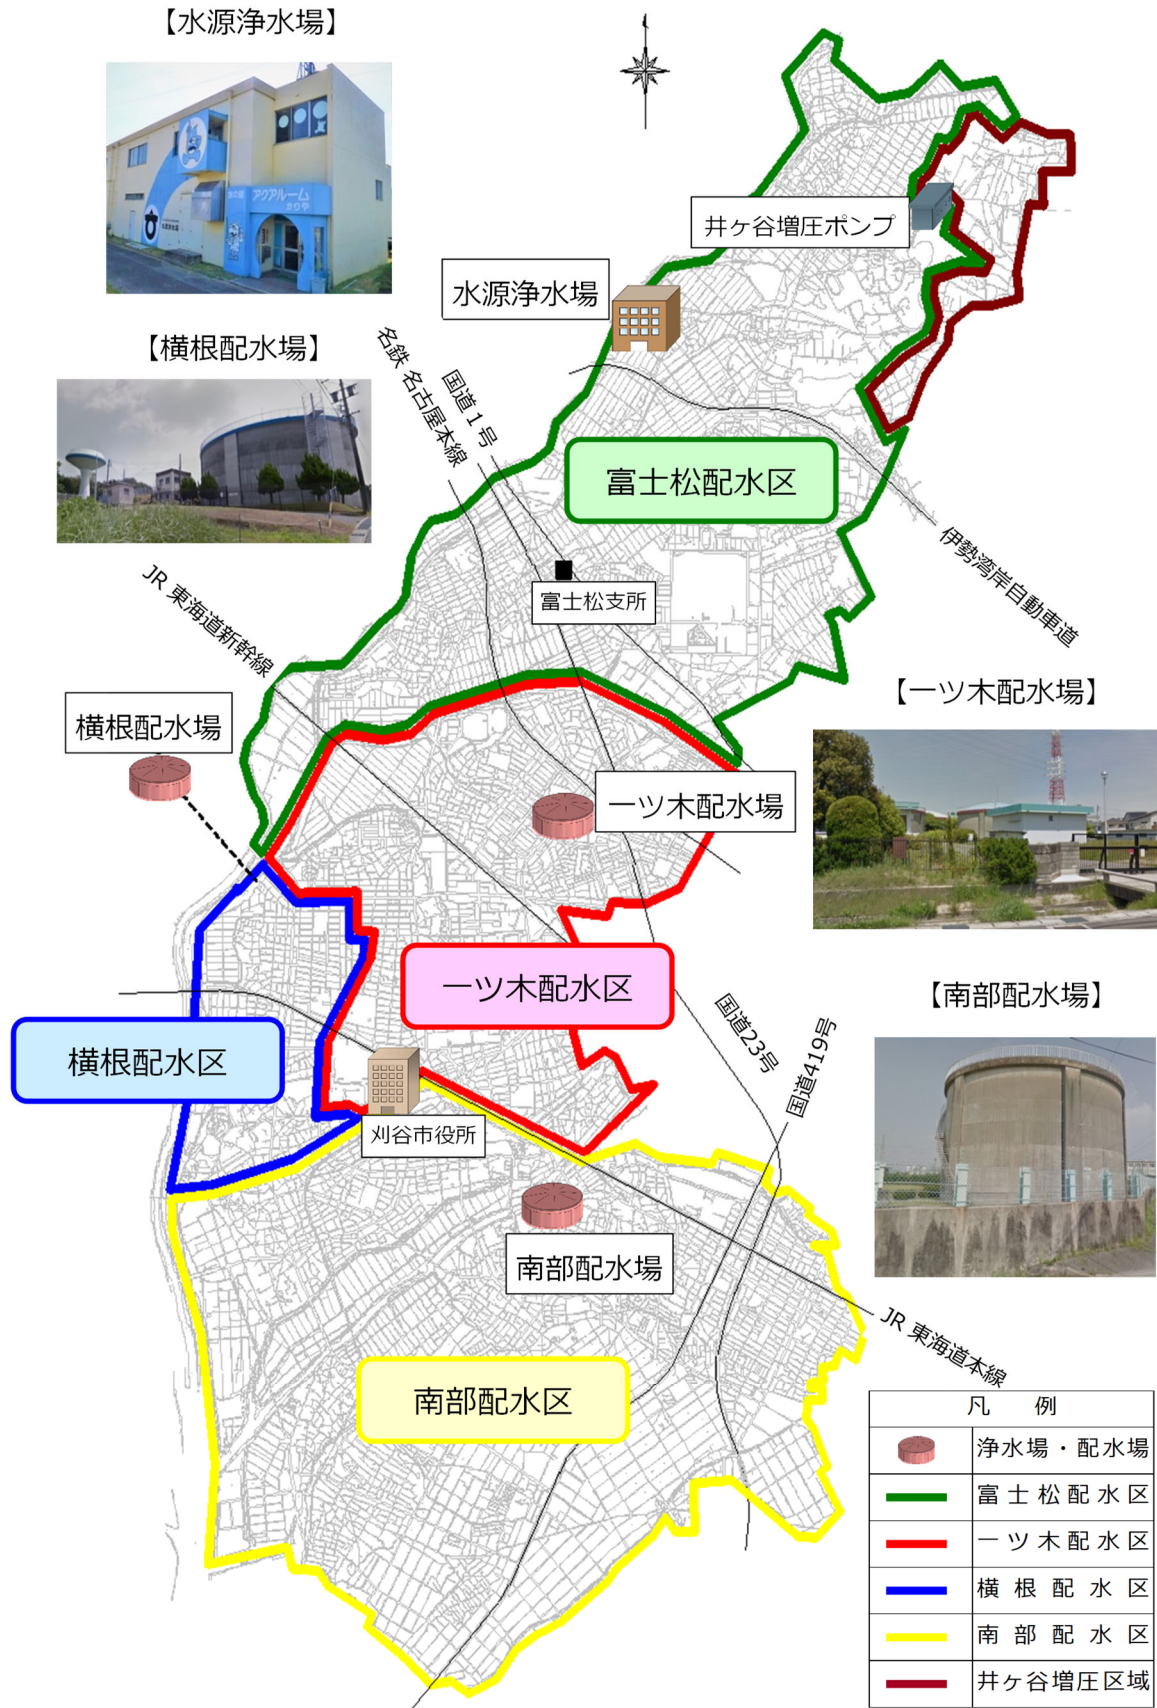 【水源浄水場】
アクアルーム
かりや
井ヶ谷増圧ポンプ
水源浄水場
【横根配水場】
名鉄 名古屋本線
国道1号
富士松配水区
伊勢湾岸自動車道
富士松支所
JR 東海道新幹線
【一ツ木配水場】
横根配水場
一ツ木配水場
一ツ木配水区
【南部配水場】
横根配水区
国道23号
国道419号
刈谷市役所
南部配水場
JR 東海道本線
南部配水区
凡 例
浄水場・配水場
富士松配水区
一ツ木配水区
横根配水区
南部配水区
井ヶ谷増圧区域